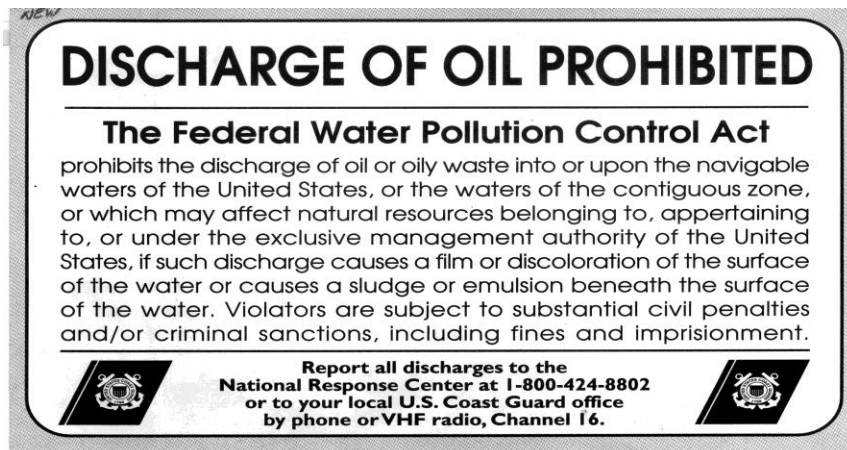 NEW
DISCHARGE OF OIL PROHIBITED
The Federal Water Pollution Control Act
prohibits the discharge of oil or oily waste into or upon the navigable
waters of the United States, or the waters of the contiguous zone,
or which may affect natural resources belonging to, appertaining
to, or under the exclusive management authority of the United
States, if such discharge causes a film or discoloration of the surface
of the water or causes a sludge or emulsion beneath the surface
of the water. Violators are subject to substantial civil penalties
and/or criminal sanctions, including fines and imprisionment.
Report all discharges to the
National Response Center at 1-800-424-8802
or to your local U.S. Coast Guard office
by phone or VHF radio, Channel 16.